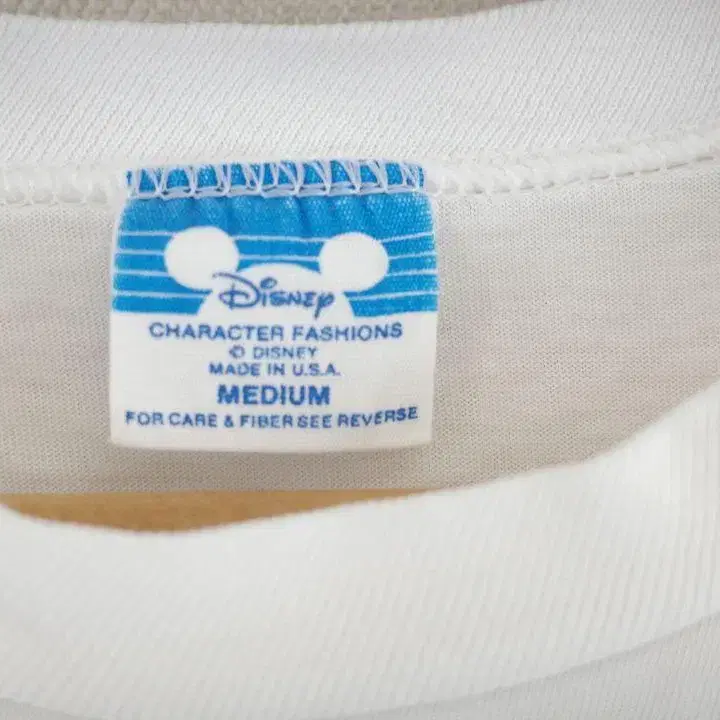 Disney
CHARACTER FASHIONS
© DISNEY
MADE IN U.S.A.
MEDIUM
FOR CARE & FIBER SEE REVERSE